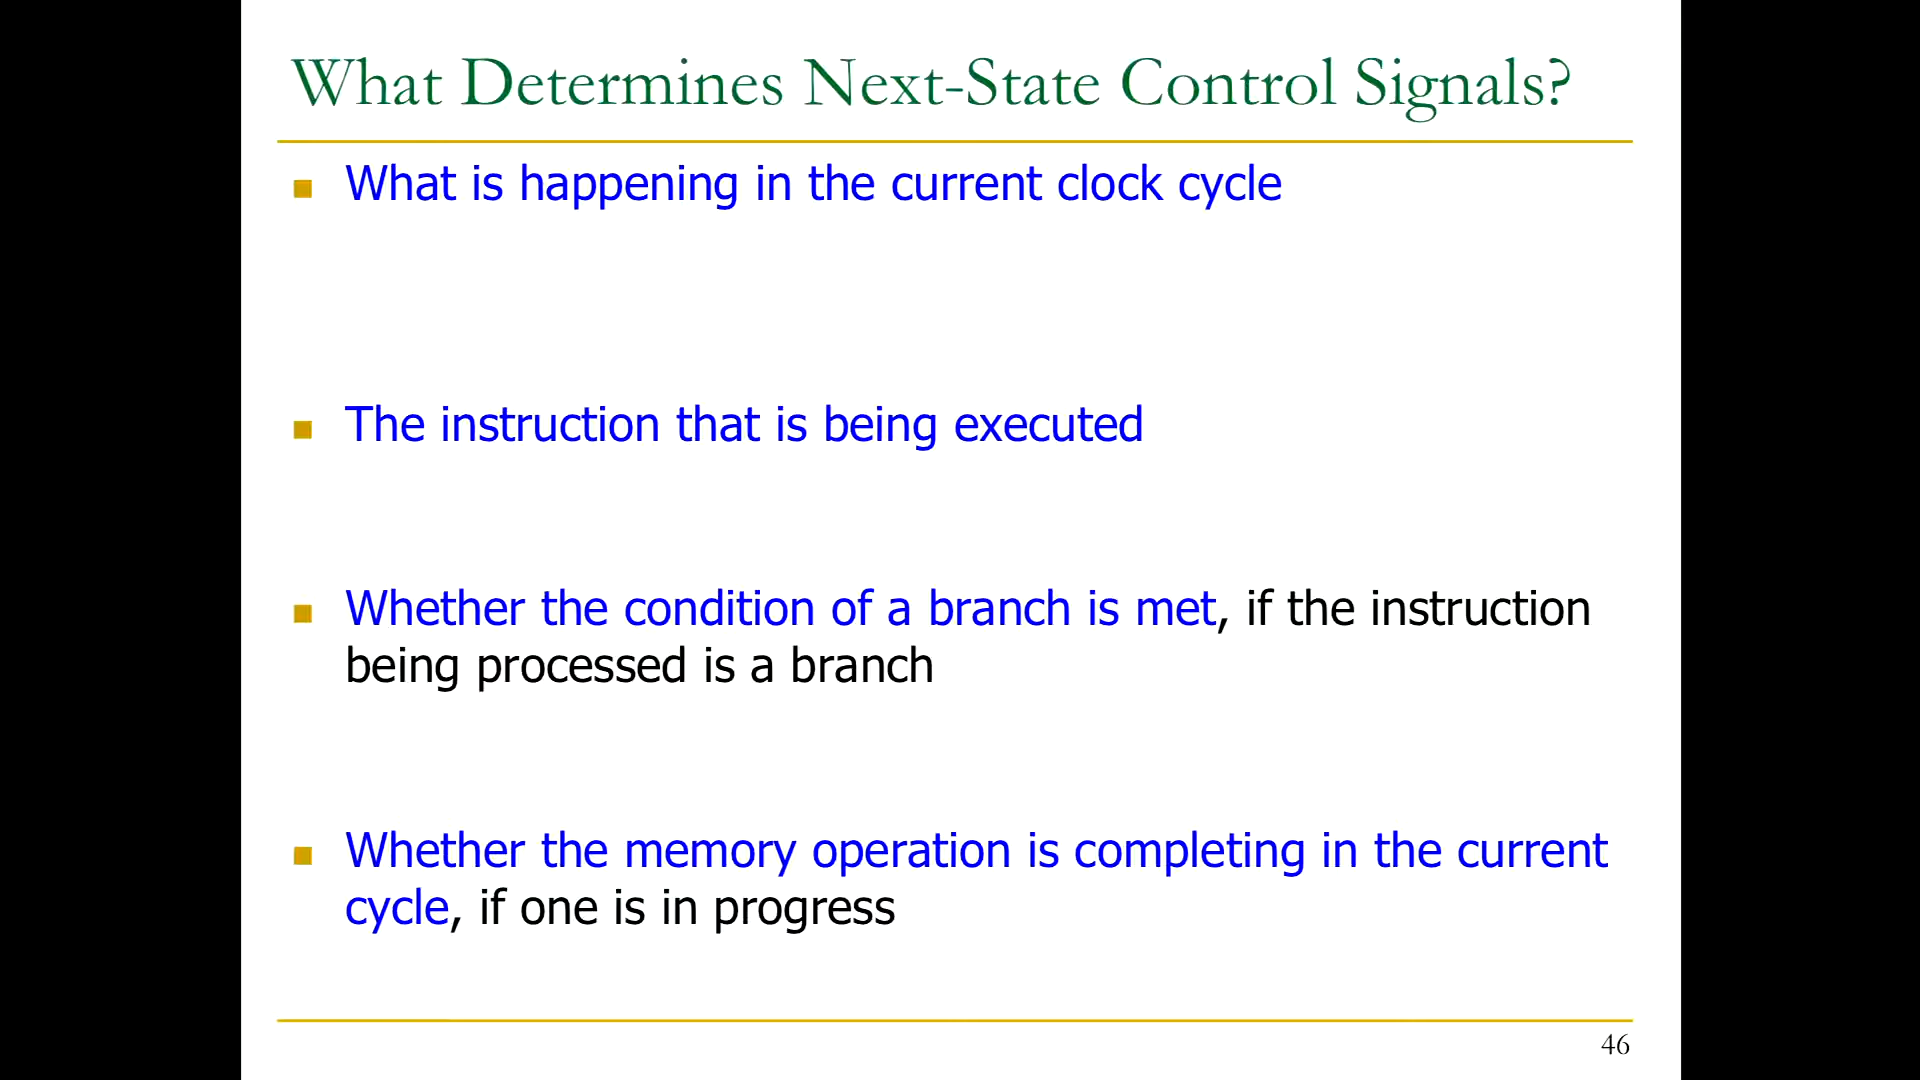 What Determines Next-State Control Signals?
What is happening in the current clock cycle
The instruction that is being executed
Whether the condition of a branch is met, if the instruction
being processed is a branch
Whether the memory operation is completing in the current
cycle, if one is in progress
46